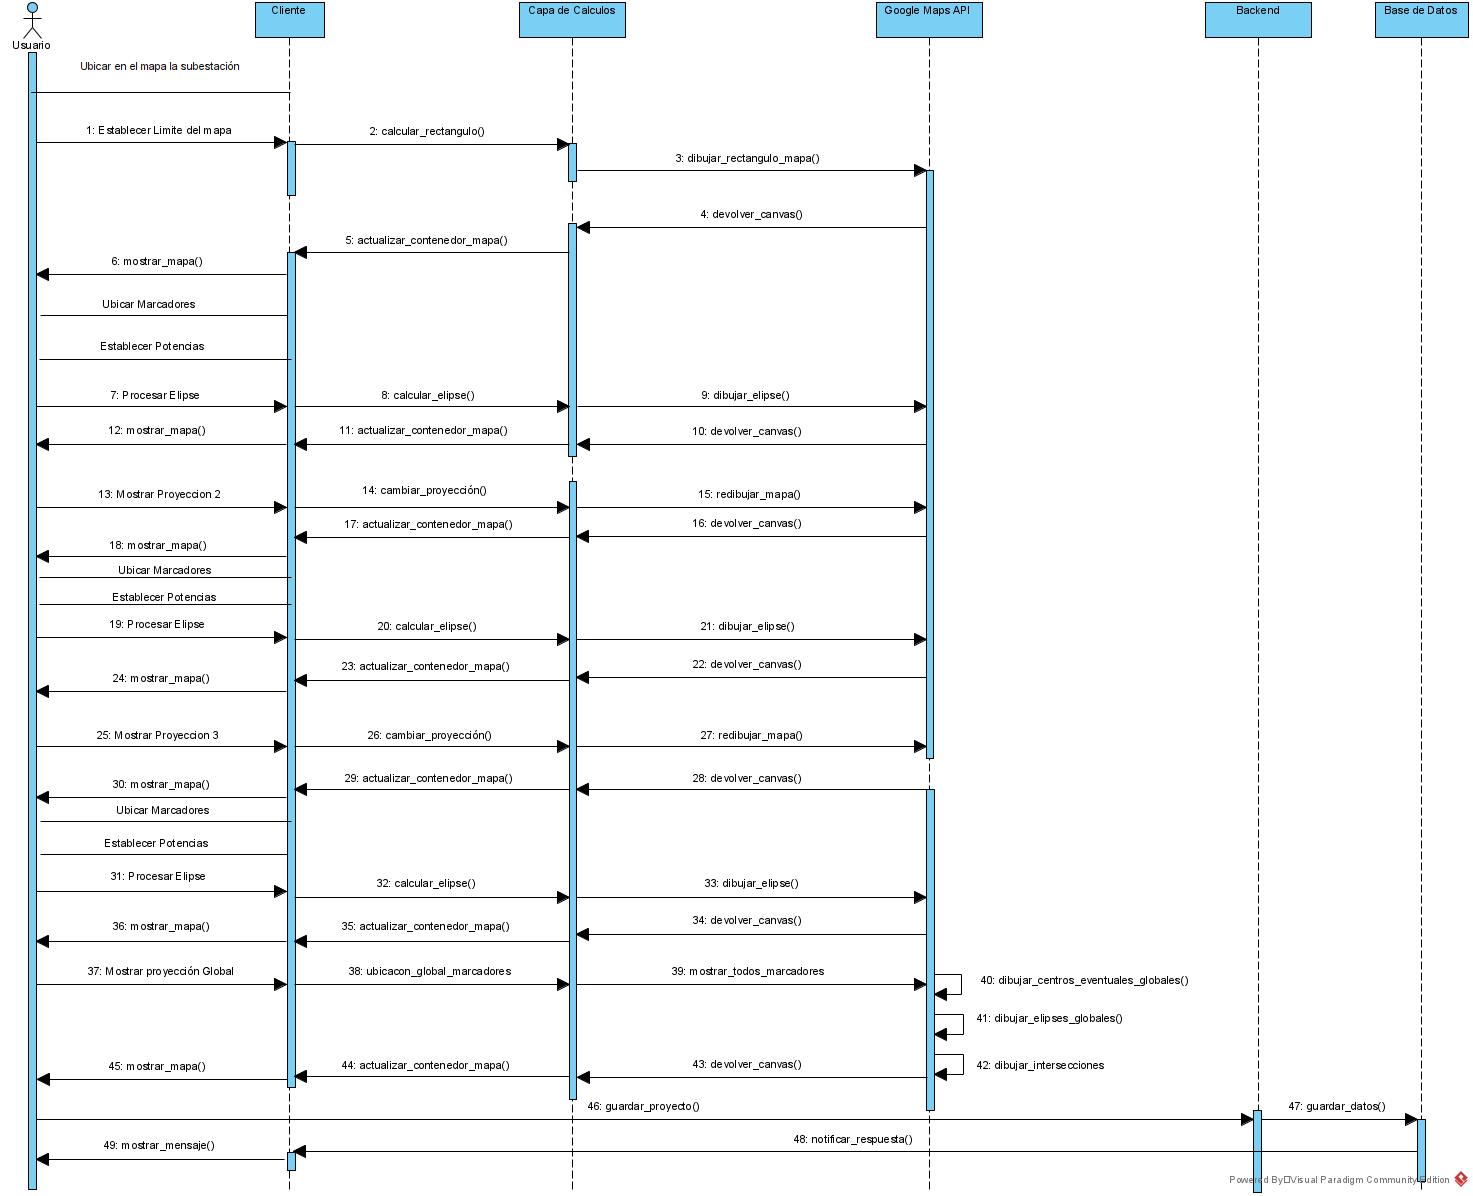 Usuario
Cliente
Capa de Calculos
Google Maps API
Backend
Base de Datos
Ubicar en el mapa la subestación
1: Establecer Limite del mapa
2: calcular_rectangulo()
3: dibujar_rectangulo_mapa()
4: devolver_canvas()
5: actualizar_contenedor_mapa()
6: mostrar_mapa()
Ubicar Marcadores
Establecer Potencias
7: Procesar Elipse
8: calcular_elipse()
9: dibujar_elipse()
12: mostrar_mapa()
11: actualizar_contenedor_mapa()
10: devolver_canvas()
13: Mostrar Proyeccion 2
14: cambiar_proyección()
15: redibujar_mapa()
17: actualizar_contenedor_mapa()
16: devolver_canvas()
18: mostrar_mapa()
Ubicar Marcadores
Establecer Potencias
19: Procesar Elipse
20: calcular_elipse()
21: dibujar_elipse()
23: actualizar_contenedor_mapa()
22: devolver_canvas()
24: mostrar_mapa()
25: Mostrar Proyeccion 3
26: cambiar_proyección()
27: redibujar_mapa()
30: mostrar_mapa()
29: actualizar_contenedor_mapa()
28: devolver_canvas()
Ubicar Marcadores
Establecer Potencias
31: Procesar Elipse
32: calcular_elipse()
33: dibujar_elipse()
36: mostrar_mapa()
35: actualizar_contenedor_mapa()
34: devolver_canvas()
37: Mostrar proyección Global
38: ubicacon_global_marcadores
39: mostrar_todos_marcadores
40: dibujar_centros_eventuales_globales()
41: dibujar_elipses_globales()
42: dibujar_intersecciones
45: mostrar_mapa()
44: actualizar_contenedor_mapa()
43: devolver_canvas()
46: guardar_proyecto()
47: guardar_datos()
49: mostrar_mensaje()
48: notificar_respuesta()
Powered By□Visual Paradigm Community Edition